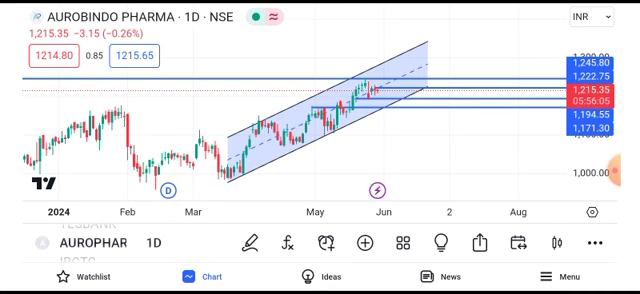 AUROBINDO PHARMA · 1D · NSE
INR
1,215.35 −3.15 (−0.26%)
1214.80 0.85 1215.65
1,245.80
1,222.75
1,215.35
05:56:05
1,194.55
1,171.30
1,000.00
D
2024 Feb Mar May Jun 2 Aug
YESBANK
AUROPHAR 1D
IRCTC
Watchlist Chart Ideas News Menu